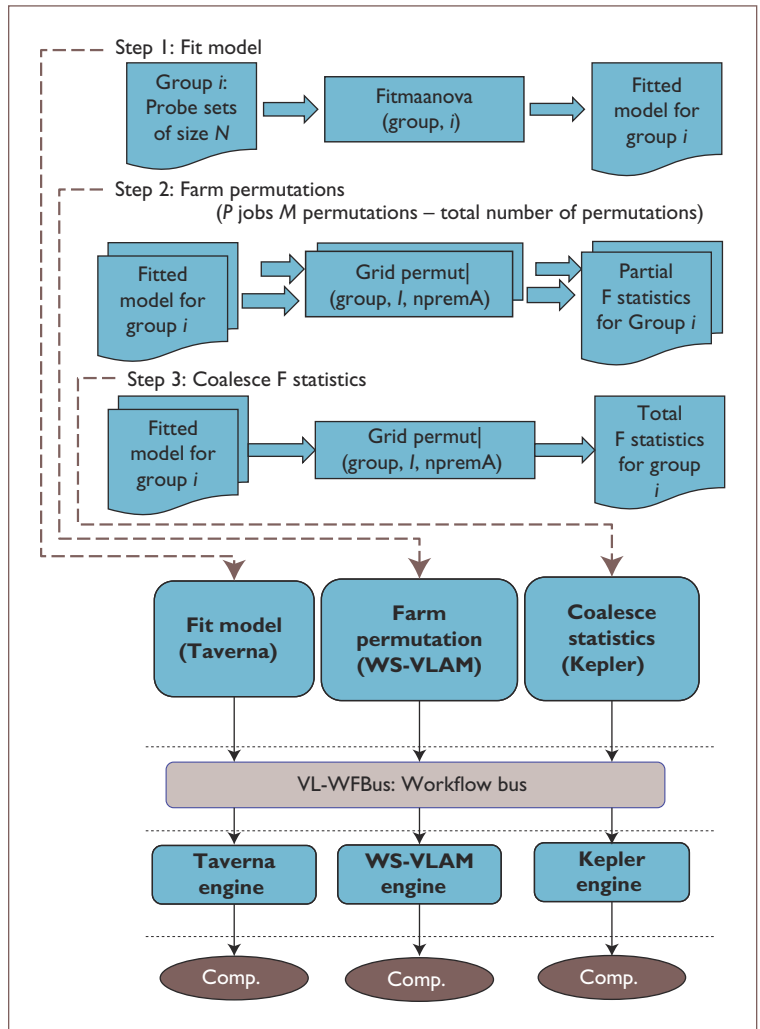 Step 1: Fit model
Group i:
Probe sets
of size N
Fitmaanova
(group, i)
Fitted
model for
group i
Step 2: Farm permutations
(P jobs M permutations – total number of permutations)
Fitted
model for
group i
Grid permut|
(group, I, npremA)
Partial
F statistics
for Group i
Step 3: Coalesce F statistics
Fitted
model for
group i
Grid permut|
(group, I, npremA)
Total
F statistics
for group
i
Fit model
(Taverna)
Farm
permutation
(WS-VLAM)
Coalesce
statistics
(Kepler)
VL-WFBus: Workflow bus
Taverna
engine
WS-VLAM
engine
Kepler
engine
Comp.
Comp.
Comp.